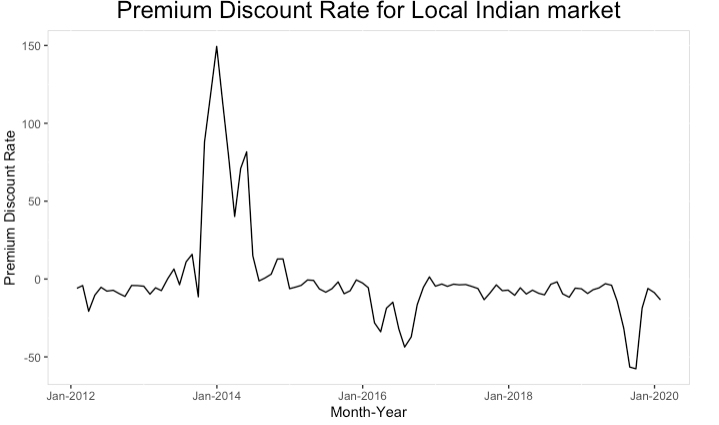 Premium Discount Rate for Local Indian market
Premium Discount Rate
150
100
50
0
-50
Jan-2012
Jan-2014
Jan-2016
Jan-2018
Jan-2020
Month-Year